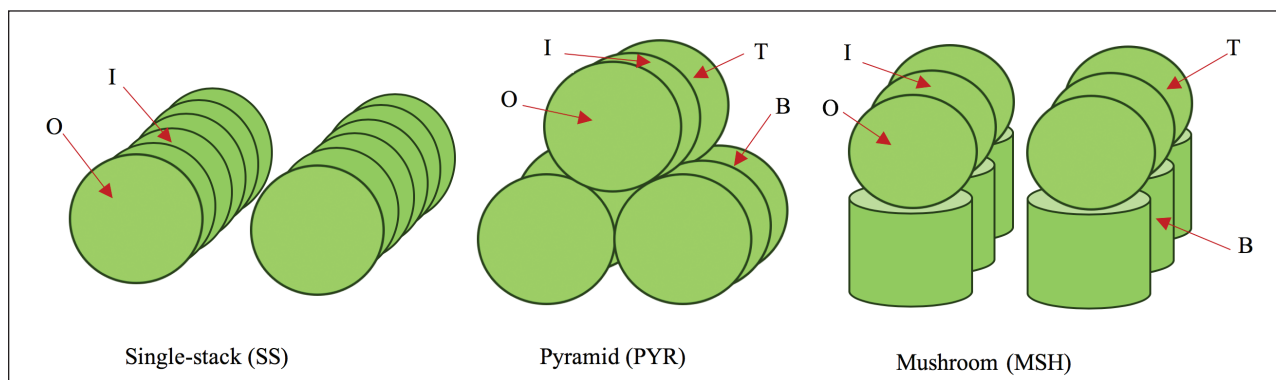 I
O
Single-stack (SS)
I
T
O
B
Pyramid (PYR)
I
T
O
B
Mushroom (MSH)